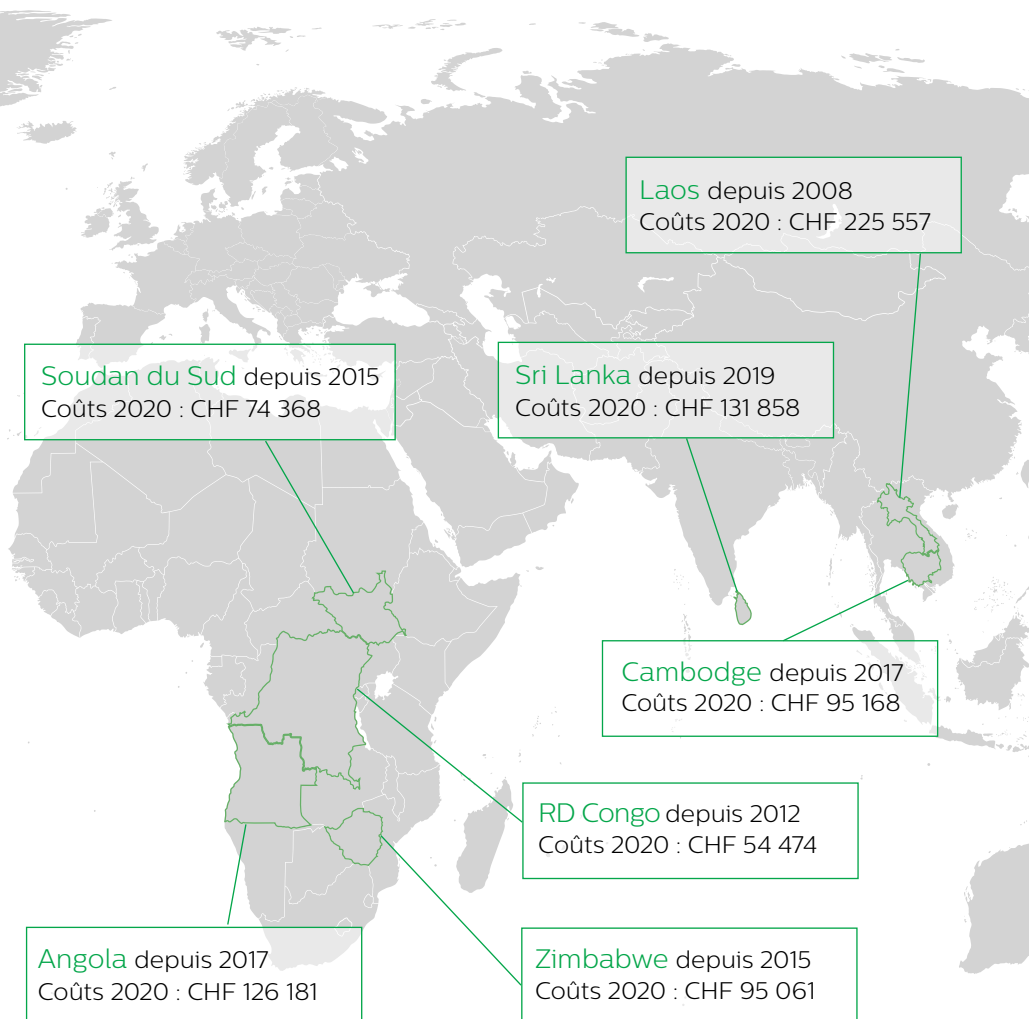 Laos depuis 2008
Coûts 2020 : CHF 225 557
Soudan du Sud depuis 2015
Coûts 2020 : CHF 74 368
Sri Lanka depuis 2019
Coûts 2020 : CHF 131 858
Cambodge depuis 2017
Coûts 2020 : CHF 95 168
RD Congo depuis 2012
Coûts 2020 : CHF 54 474
Angola depuis 2017
Coûts 2020 : CHF 126 181
Zimbabwe depuis 2015
Coûts 2020 : CHF 95 061